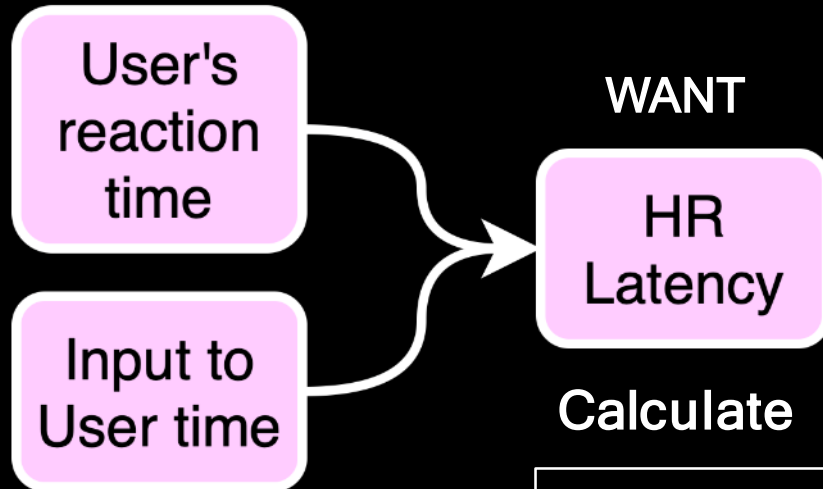 User's
reaction
time
Input to
User time
WANT
HR
Latency
Calculate